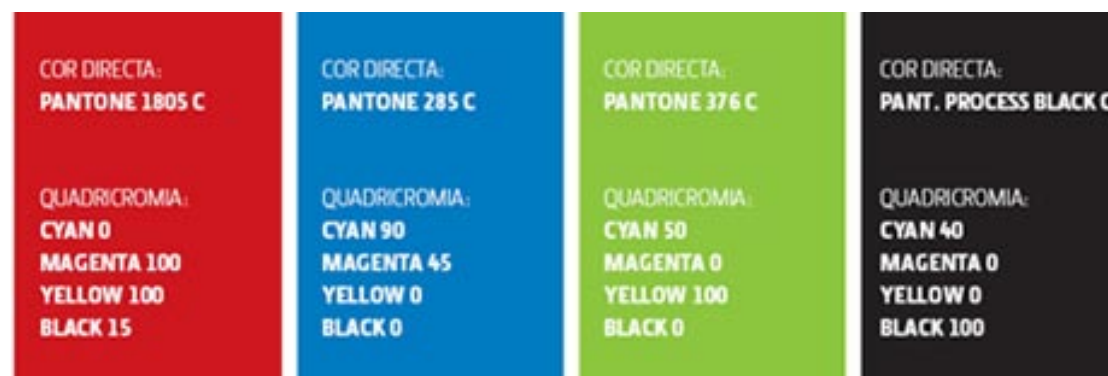 COR DIRECTA:
PANTONE 1805 C
QUADRICROMIA:
CYAN 0
MAGENTA 100
YELLOW 100
BLACK 15
COR DIRECTA:
PANTONE 285 C
QUADRICROMIA:
CYAN 90
MAGENTA 45
YELLOW 0
BLACK 0
COR DIRECTA:
PANTONE 376 C
QUADRICROMIA:
CYAN 50
MAGENTA 0
YELLOW 100
BLACK 0
COR DIRECTA:
PANT. PROCESS BLACK C
QUADRICROMIA:
CYAN 40
MAGENTA 0
YELLOW 0
BLACK 100